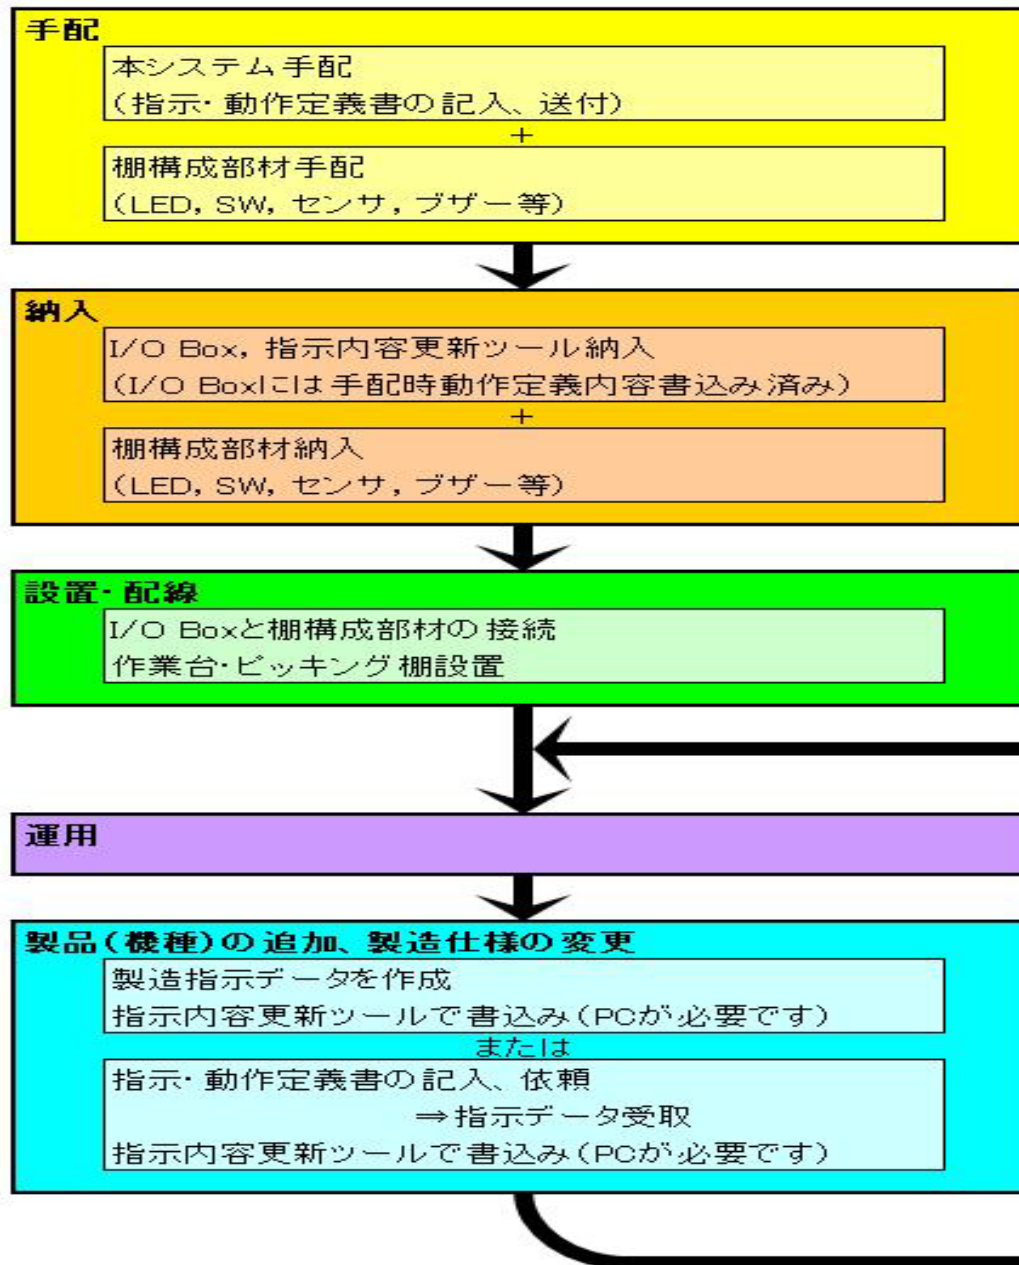 手配
本システム手配
(指示・動作定義書の記入、送付)
+
棚構成部材手配
(LED, SW, センサ, ブザー等)
納入
I/O Box, 指示内容更新ツール納入
(I/O Boxには手配時動作定義内容書込み済み)
+
棚構成部材納入
(LED, SW, センサ, ブザー等)
設置・配線
I/O Boxと棚構成部材の接続
作業台・ピッキング棚設置
運用
製品(機種)の追加、製造仕様の変更
製造指示データを作成
指示内容更新ツールで書込み(PCが必要です)
または
指示・動作定義書の記入、依頼
⇒指示データ受取
指示内容更新ツールで書込み(PCが必要です)